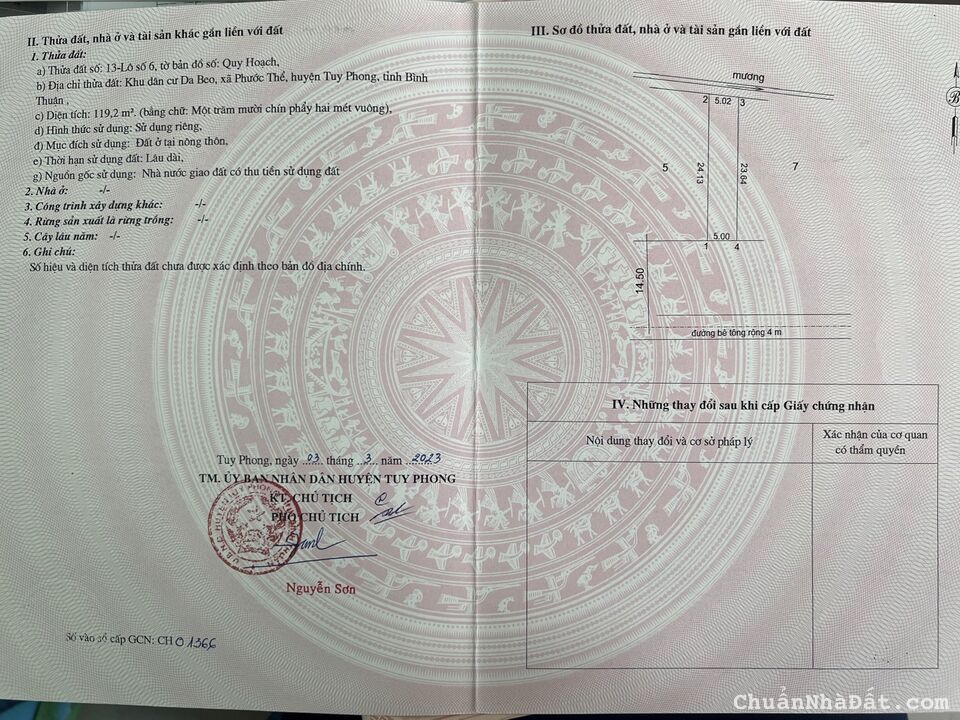 II. Thửa đất, nhà ở và tài sản khác gắn liền với đất
1. Thửa đất:
a) Thửa đất số: 13-Lô số 6, tờ bản đồ số: Quy Hoạch,
b) Địa chỉ thửa đất: Khu dân cư Da Beo, xã Phước Thể, huyện Tuy Phong, tỉnh Bình
Thuận ,
c) Diện tích: 119,2 m². (bằng chữ: Một trăm mười chín phẩy hai mét vuông),
d) Hình thức sử dụng: Sử dụng riêng,
đ) Mục đích sử dụng: Đất ở tại nông thôn,
e) Thời hạn sử dụng đất: Lâu dài,
g) Nguồn gốc sử dụng: Nhà nước giao đất có thu tiền sử dụng đất
2. Nhà ở: -/-
3. Công trình xây dựng khác: -/-
4. Rừng sản xuất là rừng trồng: -/-
5. Cây lâu năm: -/-
6. Ghi chú:
Số hiệu và diện tích thửa đất chưa được xác định theo bản đồ địa chính.
Tuy Phong, ngày 03 tháng 3 năm 2023
TM. ỦY BAN NHÂN DÂN HUYỆN TUY PHONG
KT. CHỦ TỊCH
PHÓ CHỦ TỊCH
Nguyễn Sơn
Số vào sổ cấp GCN: CH 01366
III. Sơ đồ thửa đất, nhà ở và tài sản gắn liền với đất
B
mương
2 5.02 3
5
24.13
23.64
7
5.00
1 4
14.50
đường bê tông rộng 4 m
IV. Những thay đổi sau khi cấp Giấy chứng nhận
Nội dung thay đổi và cơ sở pháp lý
Xác nhận của cơ quan
có thẩm quyền
ChuẩnNhàĐất.com